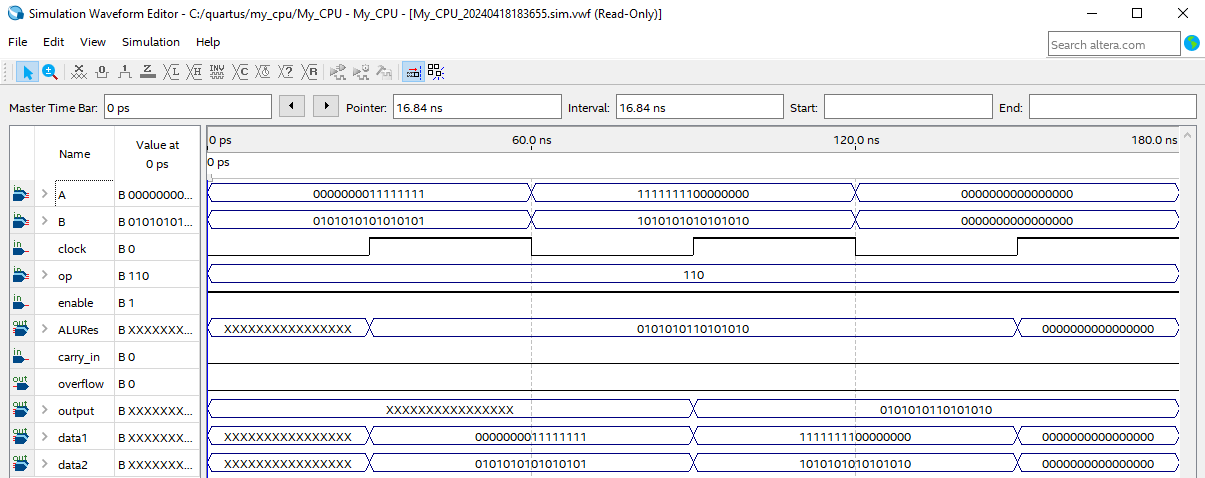 Simulation Waveform Editor - C:/quartus/my_cpu/My_CPU - My_CPU - [My_CPU_20240418183655.sim.vwf (Read-Only)]
File Edit View Simulation Help
Search altera.com
Master Time Bar: 0 ps Pointer: 16.84 ns Interval: 16.84 ns Start: End:
Name Value at 0 ps
0 ps 60.0 ns 120.0 ns 180.0 ns
0 ps
A B 00000000... 0000000011111111 1111111100000000 0000000000000000
B B 01010101... 0101010101010101 1010101010101010 0000000000000000
clock B 0
op B 110 110
enable B 1
ALURes B XXXXXXX... XXXXXXXXXXXXXXXX 0101010110101010 0000000000000000
carry_in B 0
overflow B 0
output B XXXXXXX... XXXXXXXXXXXXXXXX 0101010110101010
data1 B XXXXXXX... XXXXXXXXXXXXXXXX 0000000011111111 1111111100000000 0000000000000000
data2 B XXXXXXX... XXXXXXXXXXXXXXXX 0101010101010101 1010101010101010 0000000000000000